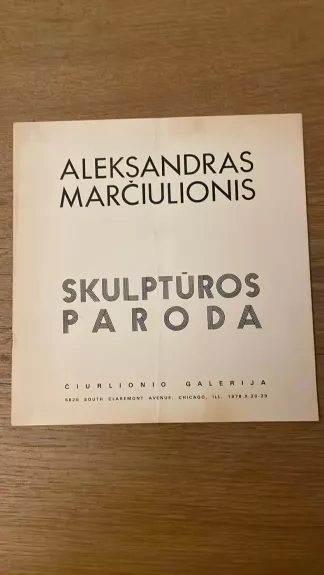 ALEKSANDRAS
MARČIULIONIS
SKULPTŪROS
PARODA
ČIURLIONIO GALERIJA
5620 SOUTH CLAREMONT AVENUE, CHICAGO, ILL. 1978.X.20-29